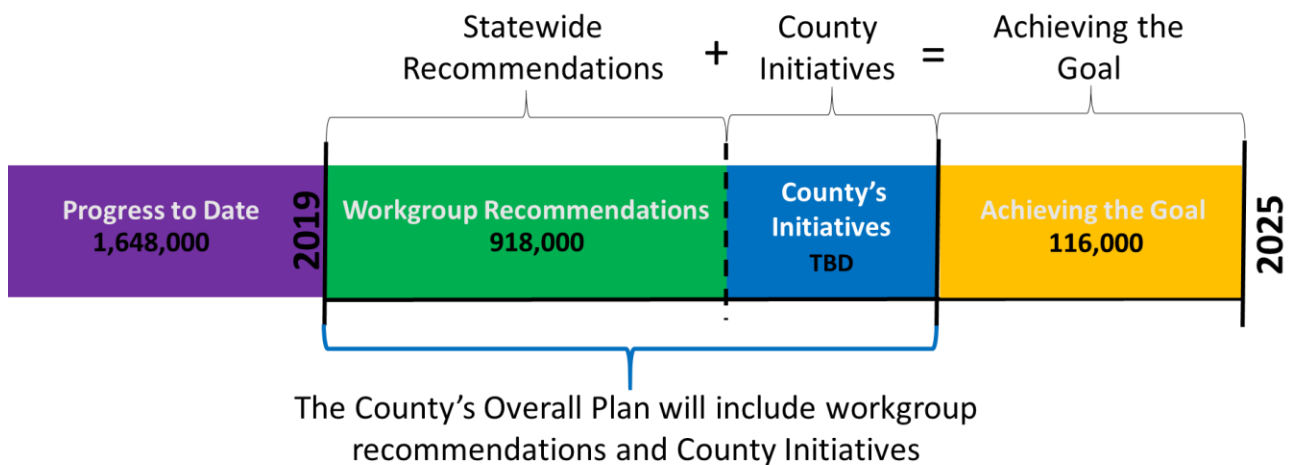 Statewide
Recommendations
+
County
Initiatives
=
Achieving the
Goal
Progress to Date
1,648,000
2019
Workgroup Recommendations
918,000
County's
Initiatives
TBD
Achieving the Goal
116,000
2025
The County's Overall Plan will include workgroup
recommendations and County Initiatives